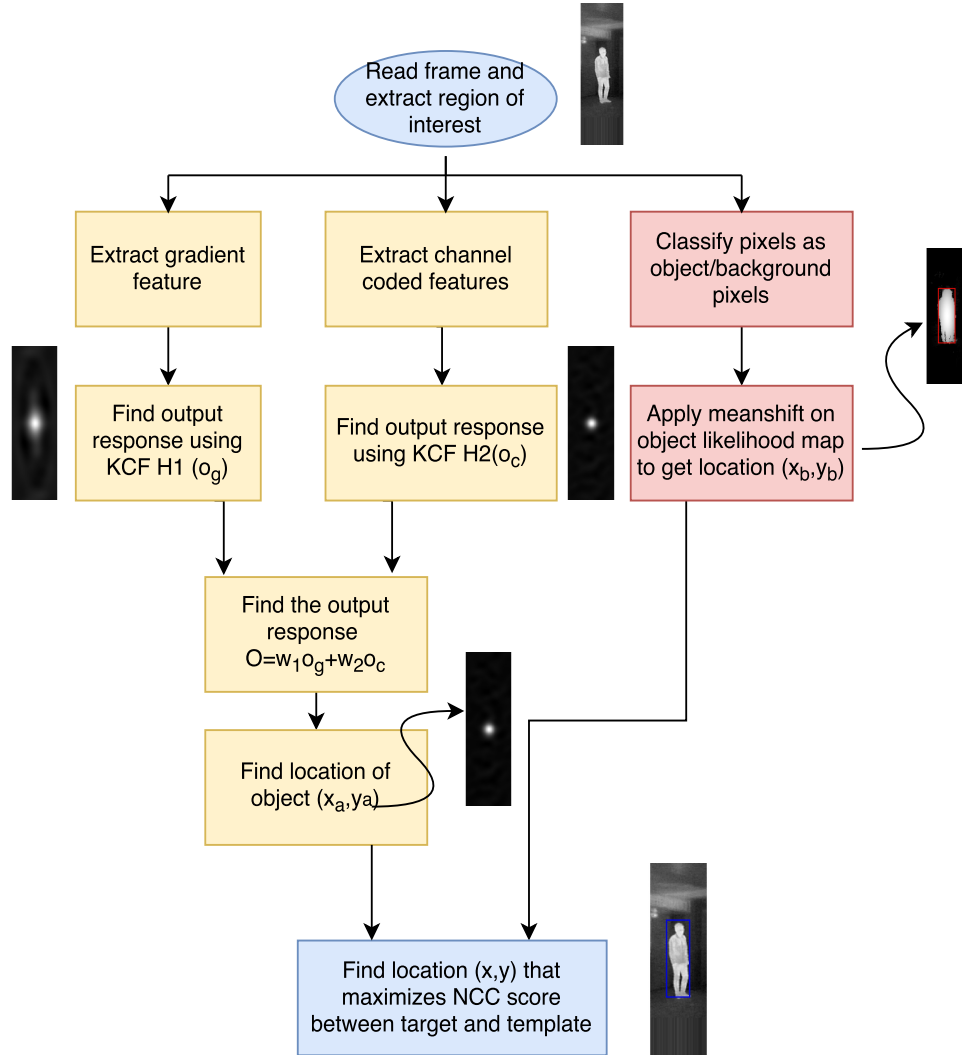 Read frame and
extract region of
interest
Extract gradient
feature
Extract channel
coded features
Classify pixels as
object/background
pixels
Find output
response using
KCF H1 (og)
Find output response
using KCF H2(oc)
Apply meanshift on
object likelihood map
to get location (xb,yb)
Find the output
response
O=w1og+w2oc
Find location of
object (xa,ya)
Find location (x,y) that
maximizes NCC score
between target and template